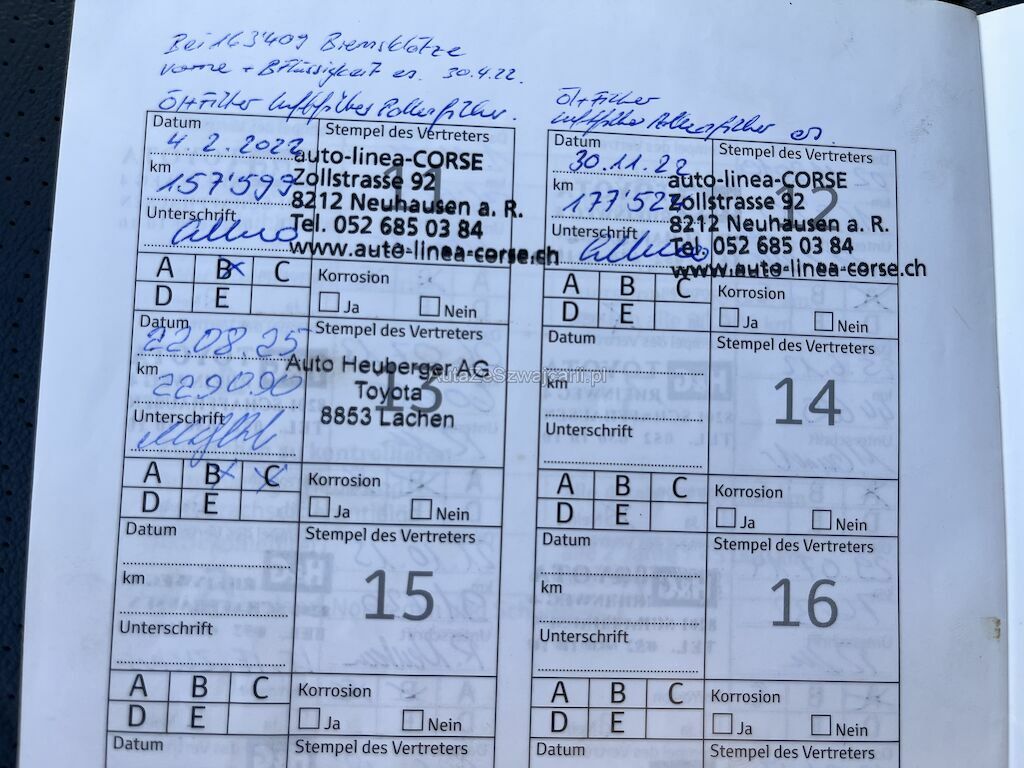 Bei 163'409 Bremsklötze
vorne + BFlüssigkeit er. 30.4.22.
Öl+Filter Luftfilter Pollenfilter.
Datum
4.2.2022
km
157'599
Unterschrift
Stempel des Vertreters
11
auto-linea-CORSE
Zollstrasse 92
8212 Neuhausen a. R.
Tel. 052 685 03 84
www.auto-linea-corse.ch
A B C
D E
Korrosion
Ja Nein
Öl+Filter
Luftfilter Pollenfilter er.
Datum
30.11.22
km
Unterschrift
Stempel des Vertreters
12
auto-linea-CORSE
Zollstrasse 92
8212 Neuhausen a. R.
Tel. 052 685 03 84
www.auto-linea-corse.ch
A B C
D E
Korrosion
Ja Nein
Datum
22.08.25
km
229090
Unterschrift
Stempel des Vertreters
13
Auto Heuberger AG
Toyota
8853 Lachen
AutazeSzwajcarii.pl
A B C
D E
Korrosion
Ja Nein
Datum
km
Unterschrift
Stempel des Vertreters
14
A B C
D E
Korrosion
Ja Nein
Datum
km
Unterschrift
Stempel des Vertreters
15
A B C
D E
Korrosion
Ja Nein
Datum
km
Unterschrift
Stempel des Vertreters
16
A B C
D E
Korrosion
Ja Nein
Datum
Stempel des Vertreters
Datum
Stempel des Vertreters